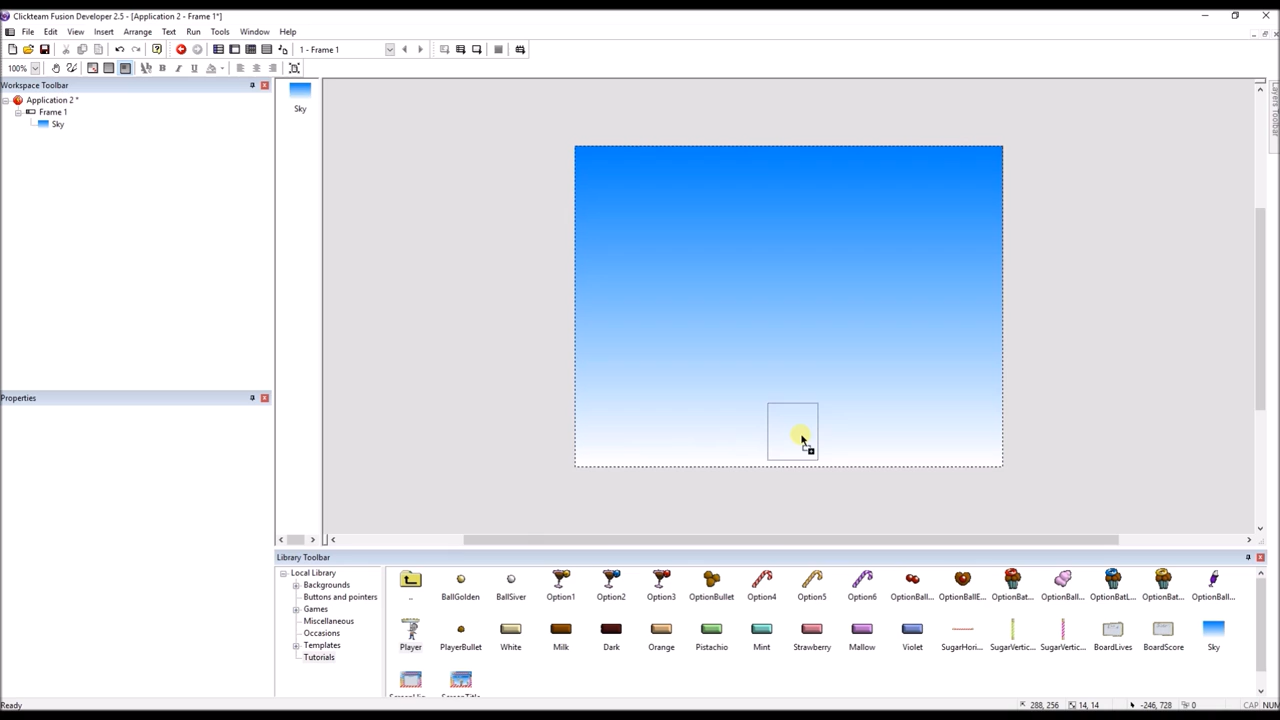 Clickteam Fusion Developer 2.5 - [Application 2 - Frame 1*]
File Edit View Insert Arrange Text Run Tools Window Help
1 - Frame 1
100%
Workspace Toolbar
Application 2 *
Frame 1
Sky
Sky
Layers Toolbar
Properties
Library Toolbar
Local Library
Backgrounds
Buttons and pointers
Games
Miscellaneous
Occasions
Templates
Tutorials
.. BallGolden BallSiver Option1 Option2 Option3 OptionBullet Option4 Option5 Option6 OptionBall... OptionBallE... OptionBat... OptionBall... OptionBatL... OptionBat... OptionBall...
Player PlayerBullet White Milk Dark Orange Pistachio Mint Strawberry Mallow Violet SugarHori... SugarVertic... SugarVertic... BoardLives BoardScore Sky
Ready
288, 256 14, 14 -246, 728 0 CAP NUM